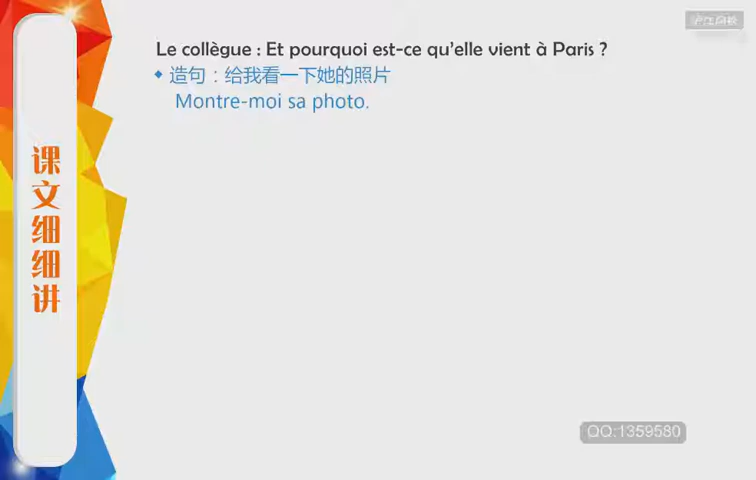 Le collègue : Et pourquoi est-ce qu'elle vient à Paris ?
造句：给我看一下她的照片
Montre-moi sa photo.
课文细细讲
QQ:1359580